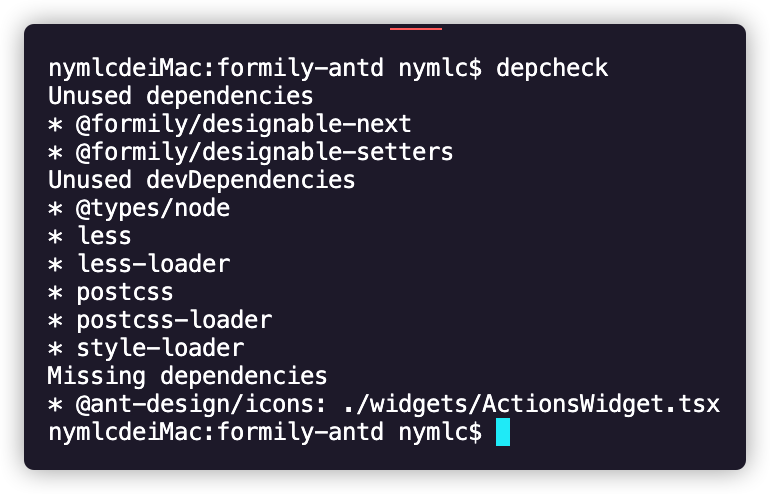 nymlcdeiMac:formily-antd nymlc$ depcheck
Unused dependencies
* @formily/designable-next
* @formily/designable-setters
Unused devDependencies
* @types/node
* less
* less-loader
* postcss
* postcss-loader
* style-loader
Missing dependencies
* @ant-design/icons: ./widgets/ActionsWidget.tsx
nymlcdeiMac:formily-antd nymlc$